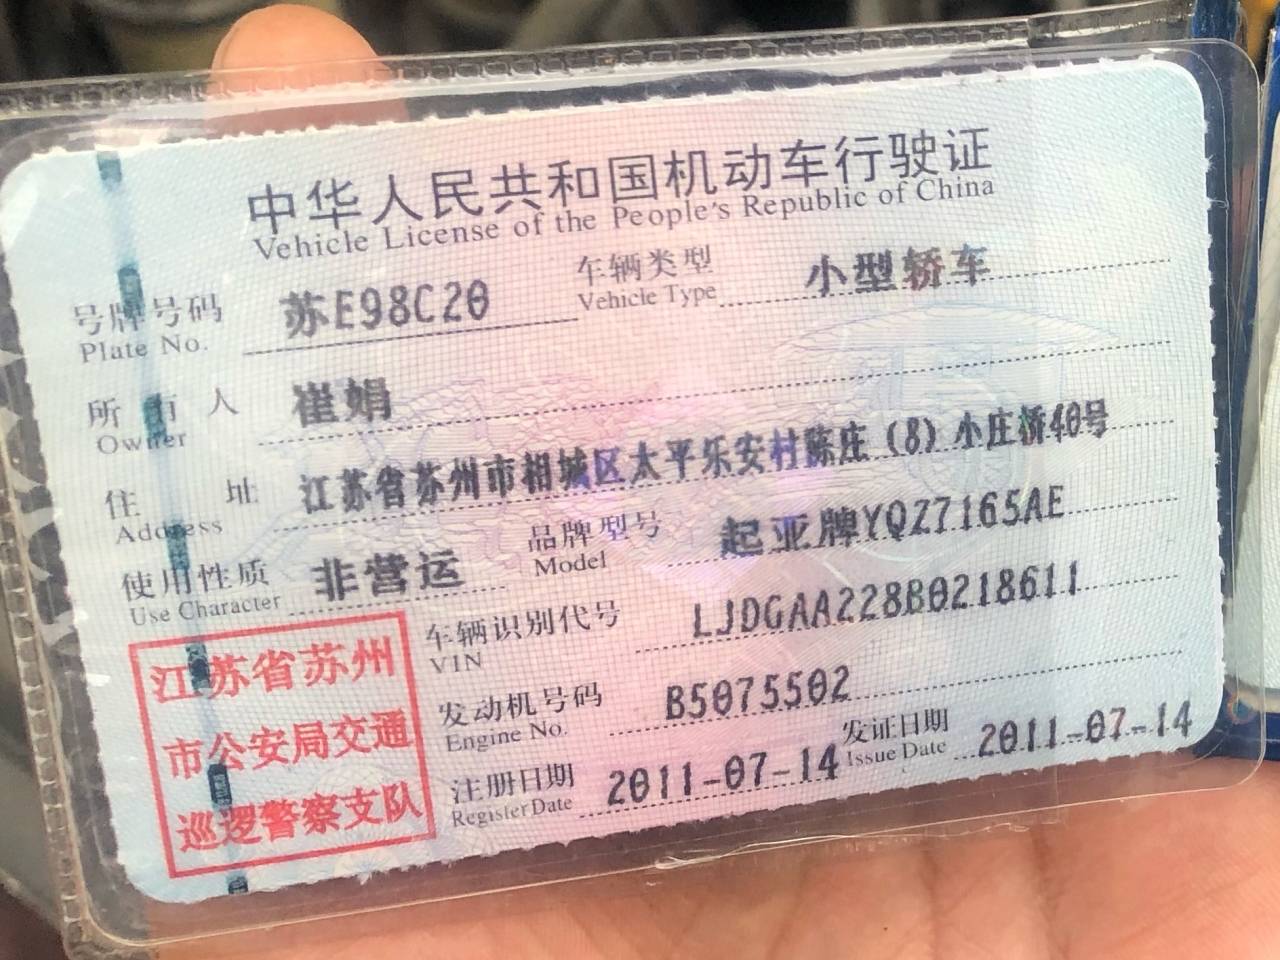 中华人民共和国机动车行驶证
Vehicle License of the People's Republic of China
号牌号码 苏E98C20 车辆类型 小型轿车
Plate No. Vehicle Type
所有人 崔娟
Owner
住址 江苏省苏州市相城区太平乐安村陈庄(8)小庄桥40号
Address
使用性质 非营运 品牌型号 起亚牌YQZ7165AE
Use Character Model
车辆识别代号 LJDGAA228B0218611
VIN
发动机号码 B5075502
Engine No.
注册日期 2011-07-14 发证日期 2011-07-14
Register Date Issue Date
江苏省苏州
市公安局交通
巡逻警察支队